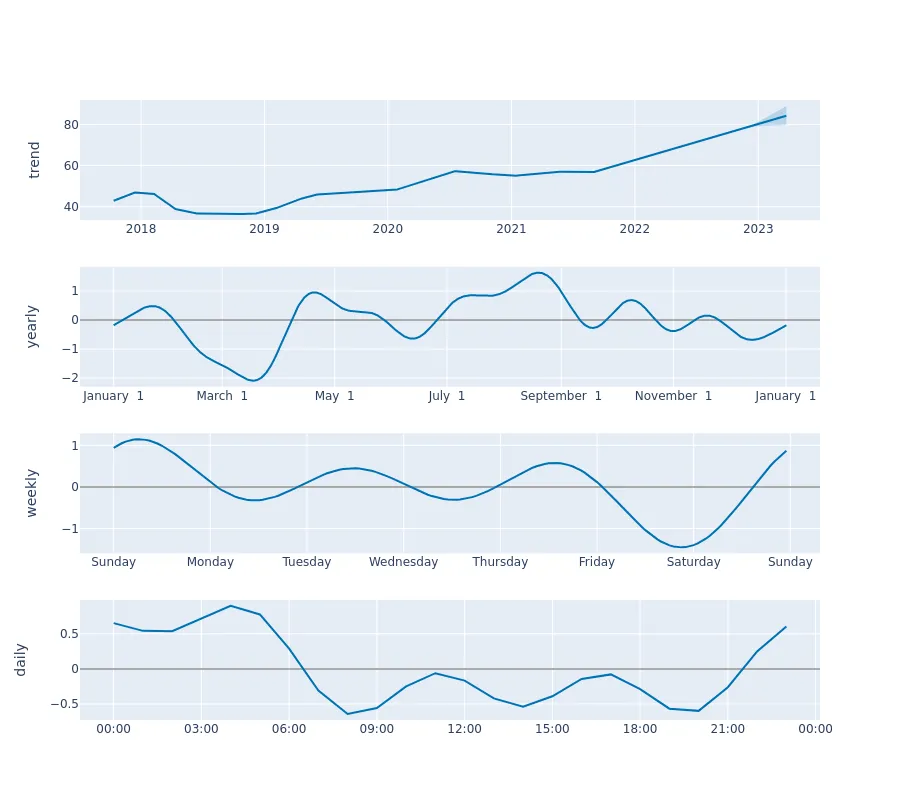 trend
80
60
40
2018 2019 2020 2021 2022 2023
yearly
1
0
−1
−2
January 1 March 1 May 1 July 1 September 1 November 1 January 1
weekly
1
0
−1
Sunday Monday Tuesday Wednesday Thursday Friday Saturday Sunday
daily
0.5
0
−0.5
00:00 03:00 06:00 09:00 12:00 15:00 18:00 21:00 00:00